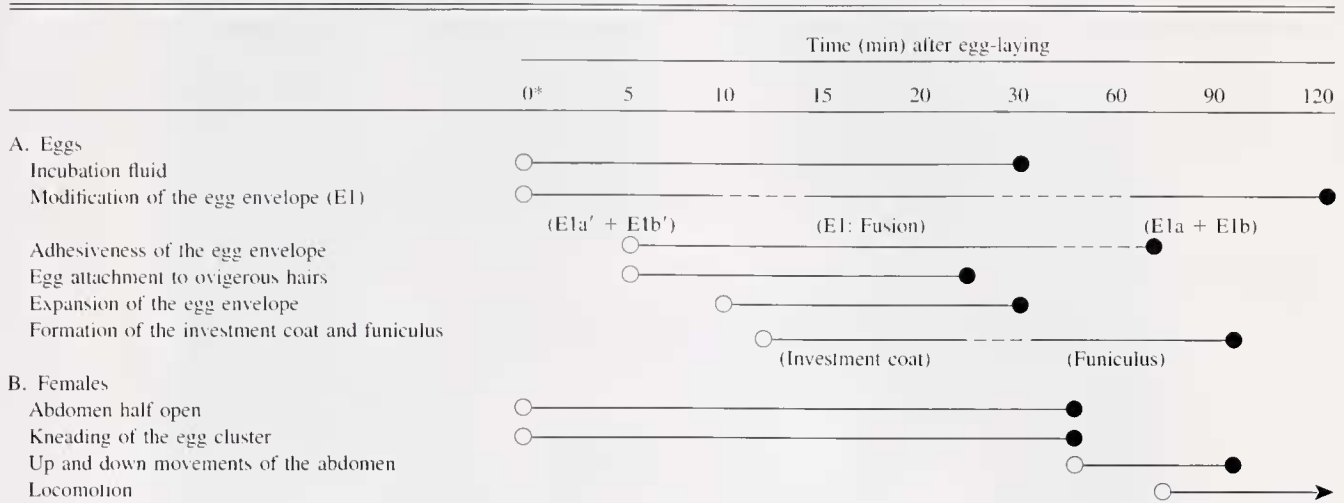 Time (min) after egg-laying
0* 5 10 15 20 30 60 90 120
A. Eggs
Incubation fluid
Modification of the egg envelope (E1)
(E1a′ + E1b′) (E1: Fusion) (E1a + E1b)
Adhesiveness of the egg envelope
Egg attachment to ovigerous hairs
Expansion of the egg envelope
Formation of the investment coat and funiculus
(Investment coat) (Funiculus)
B. Females
Abdomen half open
Kneading of the egg cluster
Up and down movements of the abdomen
Locomotion